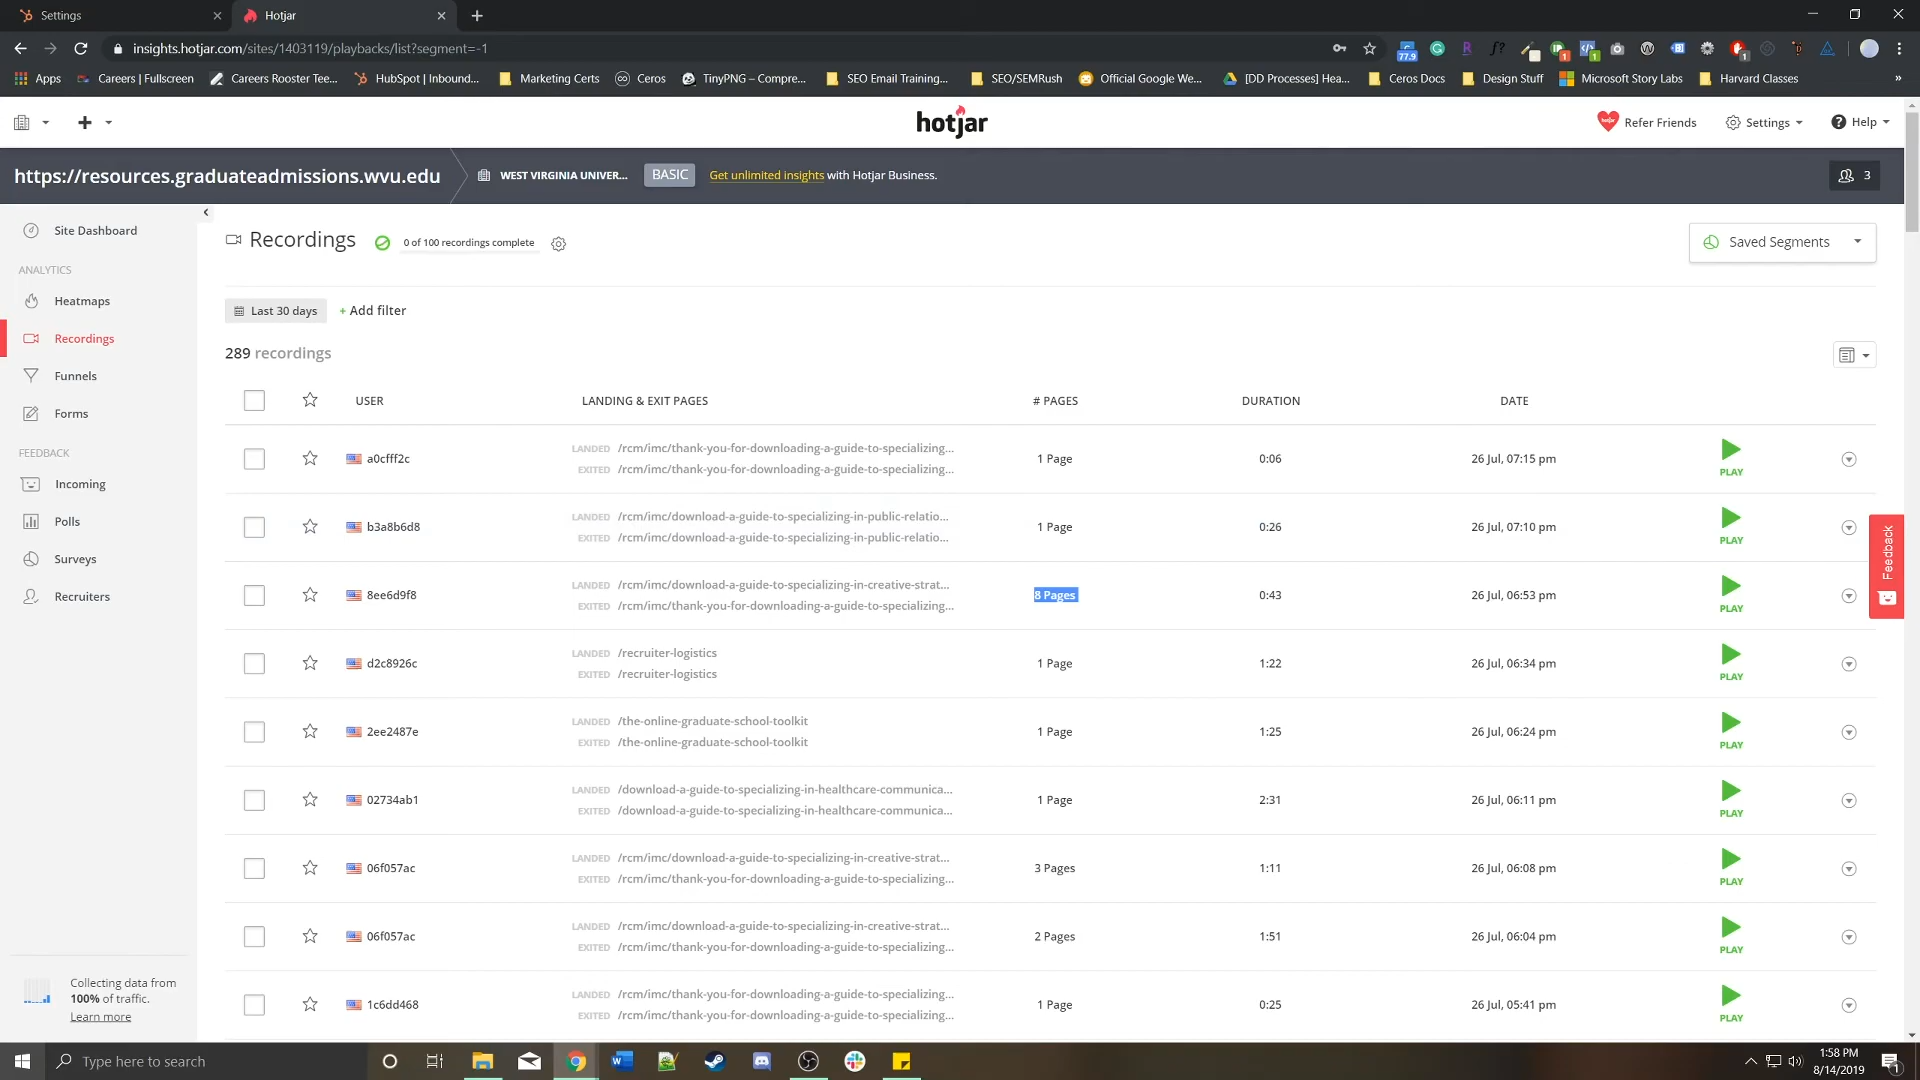 Settings
Hotjar
insights.hotjar.com/sites/1403119/playbacks/list?segment=-1
77.9
1
1
1
Apps
Careers | Fullscreen
Careers Rooster Tee...
HubSpot | Inbound...
Marketing Certs
Ceros
TinyPNG – Compre...
SEO Email Training...
SEO/SEMRush
Official Google We...
[DD Processes] Hea...
Ceros Docs
Design Stuff
Microsoft Story Labs
Harvard Classes
hotjar
Refer Friends
Settings
Help
https://resources.graduateadmissions.wvu.edu
WEST VIRGINIA UNIVER...
BASIC
Get unlimited insights with Hotjar Business.
3
Site Dashboard
ANALYTICS
Heatmaps
Recordings
Funnels
Forms
FEEDBACK
Incoming
Polls
Surveys
Recruiters
Collecting data from
100% of traffic.
Learn more
Recordings
0 of 100 recordings complete
Saved Segments
Last 30 days
+ Add filter
289 recordings
USER LANDING & EXIT PAGES # PAGES DURATION DATE
LANDED /rcm/imc/thank-you-for-downloading-a-guide-to-specializing...
a0cfff2c 1 Page 0:06 26 Jul, 07:15 pm PLAY
EXITED /rcm/imc/thank-you-for-downloading-a-guide-to-specializing...
LANDED /rcm/imc/download-a-guide-to-specializing-in-public-relatio...
b3a8b6d8 1 Page 0:26 26 Jul, 07:10 pm PLAY
EXITED /rcm/imc/download-a-guide-to-specializing-in-public-relatio...
LANDED /rcm/imc/download-a-guide-to-specializing-in-creative-strat...
8ee6d9f8 8 Pages 0:43 26 Jul, 06:53 pm PLAY
EXITED /rcm/imc/thank-you-for-downloading-a-guide-to-specializing...
LANDED /recruiter-logistics
d2c8926c 1 Page 1:22 26 Jul, 06:34 pm PLAY
EXITED /recruiter-logistics
LANDED /the-online-graduate-school-toolkit
2ee2487e 1 Page 1:25 26 Jul, 06:24 pm PLAY
EXITED /the-online-graduate-school-toolkit
LANDED /download-a-guide-to-specializing-in-healthcare-communica...
02734ab1 1 Page 2:31 26 Jul, 06:11 pm PLAY
EXITED /download-a-guide-to-specializing-in-healthcare-communica...
LANDED /rcm/imc/download-a-guide-to-specializing-in-creative-strat...
06f057ac 3 Pages 1:11 26 Jul, 06:08 pm PLAY
EXITED /rcm/imc/thank-you-for-downloading-a-guide-to-specializing...
LANDED /rcm/imc/download-a-guide-to-specializing-in-creative-strat...
06f057ac 2 Pages 1:51 26 Jul, 06:04 pm PLAY
EXITED /rcm/imc/thank-you-for-downloading-a-guide-to-specializing...
LANDED /rcm/imc/thank-you-for-downloading-a-guide-to-specializing...
1c6dd468 1 Page 0:25 26 Jul, 05:41 pm PLAY
EXITED /rcm/imc/thank-you-for-downloading-a-guide-to-specializing...
Feedback
Type here to search
1:58 PM
8/14/2019